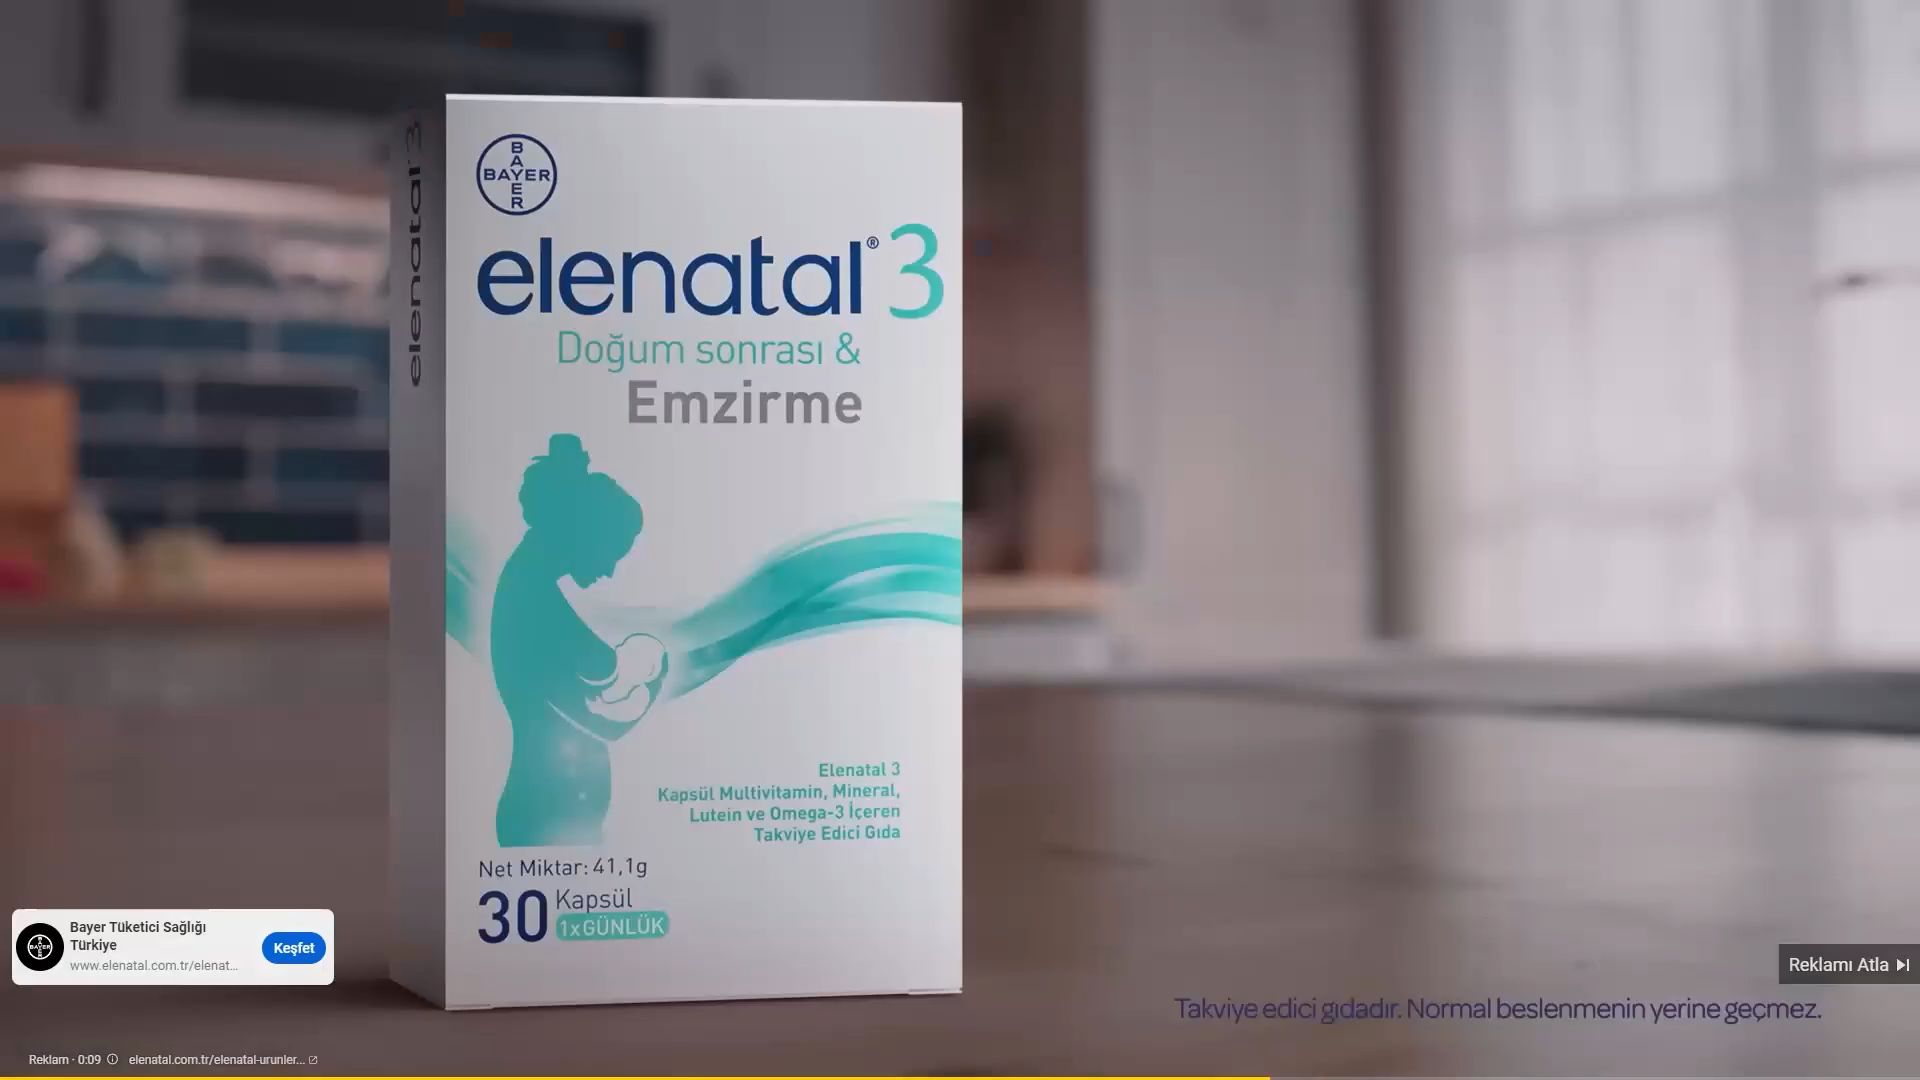 BAYER
BAYER
elenatal 3
elenatal® 3
Doğum sonrası &
Emzirme
Elenatal 3
Kapsül Multivitamin, Mineral,
Lutein ve Omega-3 İçeren
Takviye Edici Gıda
Net Miktar: 41,1g
30 Kapsül
1xGÜNLÜK
Bayer Tüketici Sağlığı
Türkiye
www.elenatal.com.tr/elenat...
Keşfet
Reklamı Atla
Takviye edici gıdadır. Normal beslenmenin yerine geçmez.
Reklam · 0:09
elenatal.com.tr/elenatal-urunler...